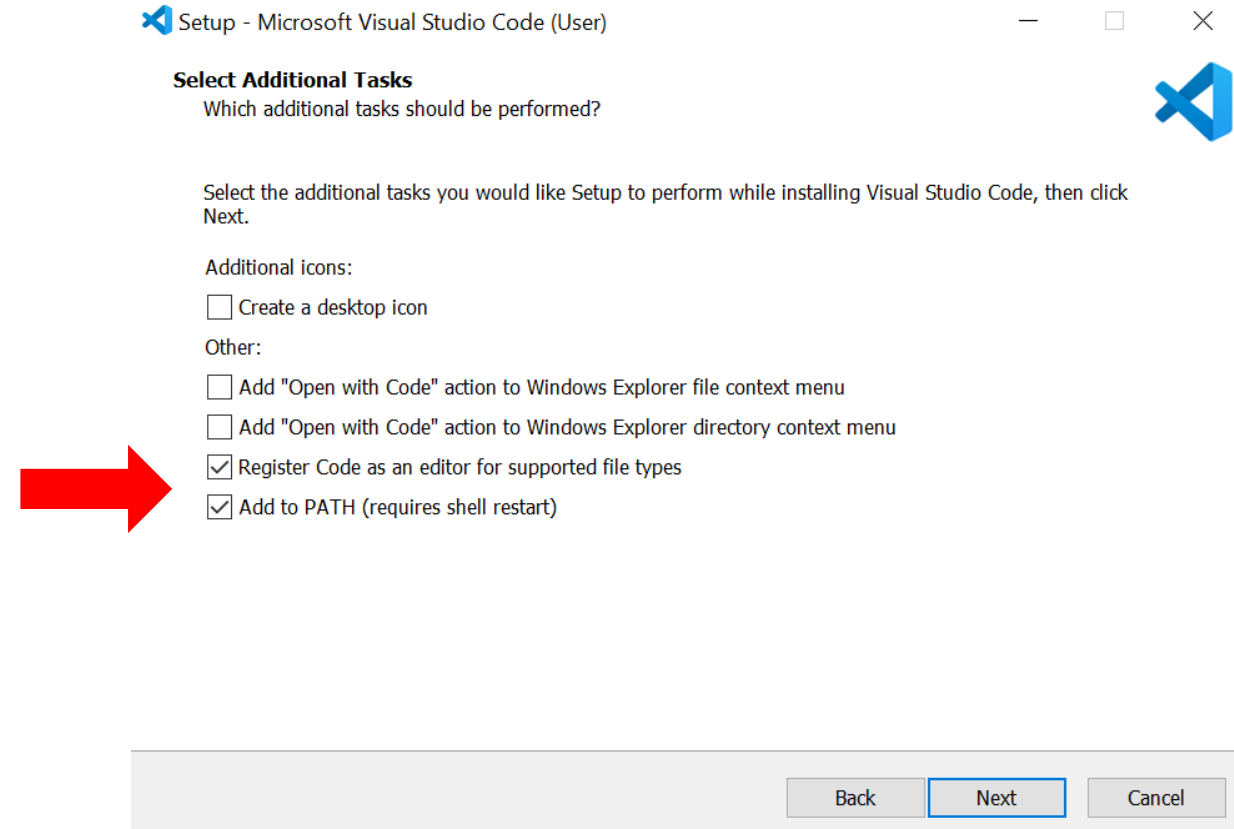 Setup - Microsoft Visual Studio Code (User)
Select Additional Tasks
Which additional tasks should be performed?
Select the additional tasks you would like Setup to perform while installing Visual Studio Code, then click
Next.
Additional icons:
Create a desktop icon
Other:
Add "Open with Code" action to Windows Explorer file context menu
Add "Open with Code" action to Windows Explorer directory context menu
Register Code as an editor for supported file types
Add to PATH (requires shell restart)
Back Next Cancel